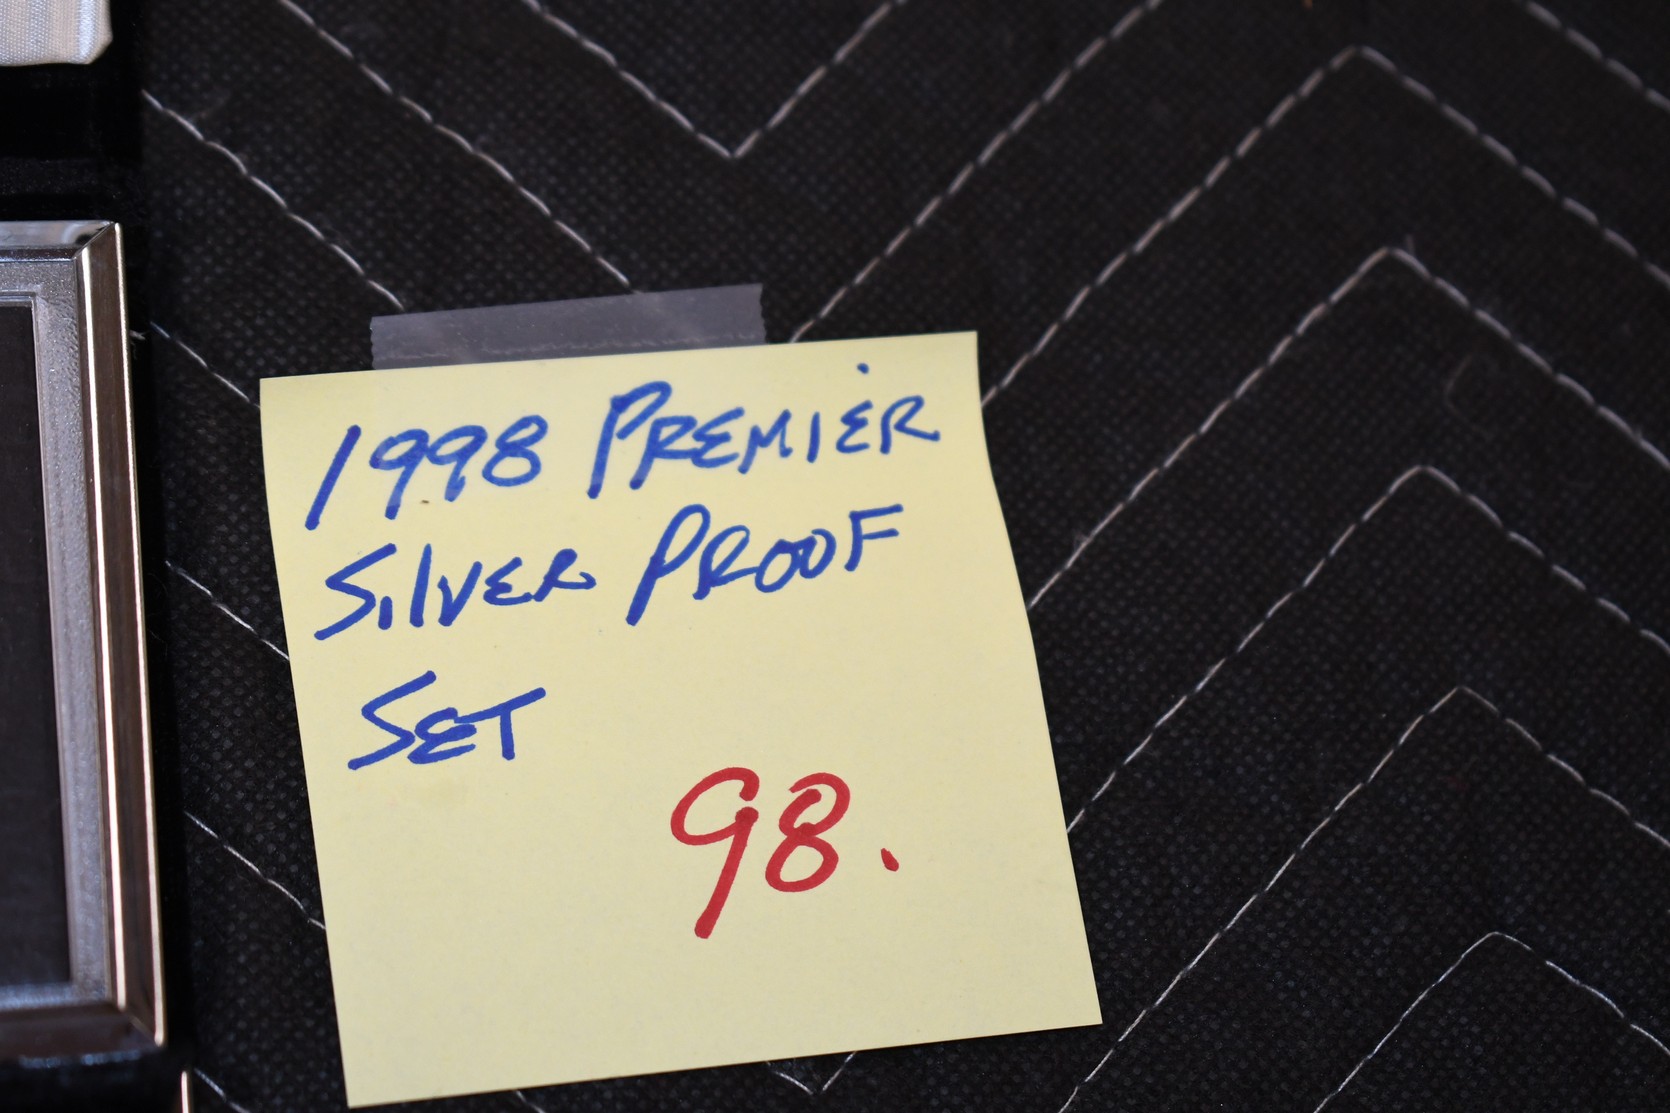 1998 PREMIER
SILVER PROOF
SET
98.